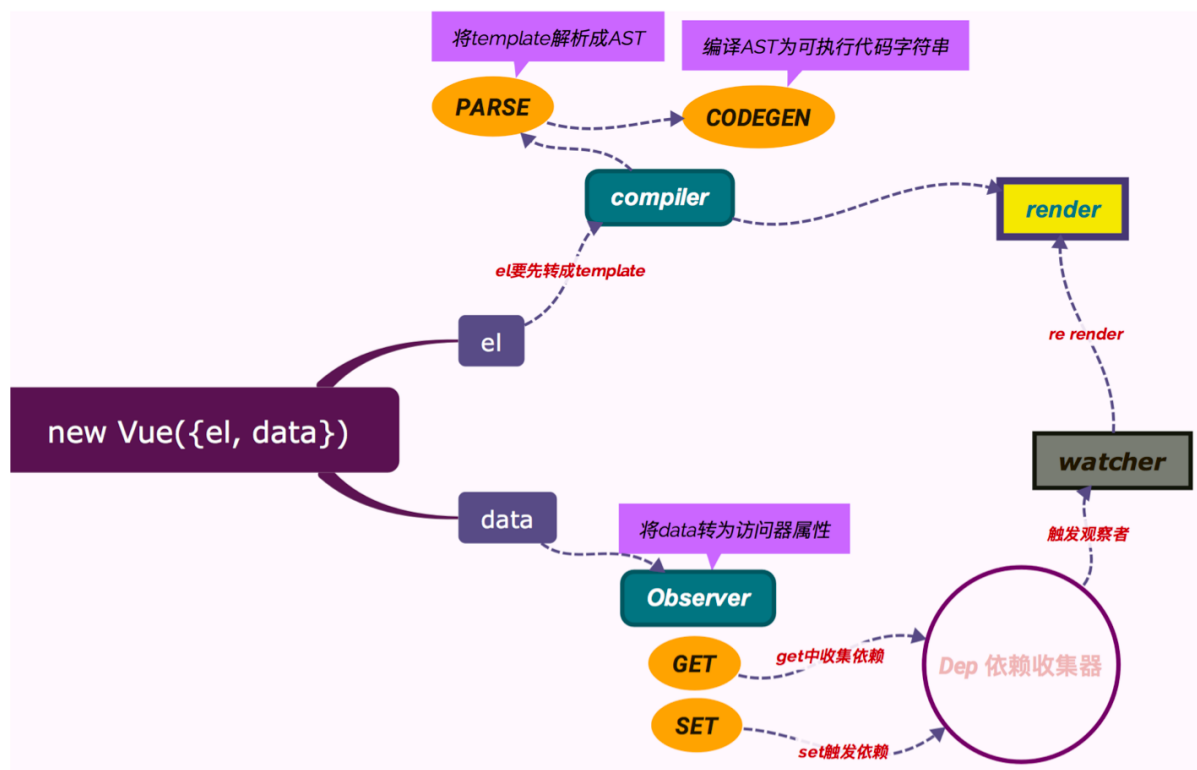 将template解析成AST
编译AST为可执行代码字符串
PARSE
CODEGEN
compiler
render
el要先转成template
re render
el
new Vue({el, data})
watcher
data
将data转为访问器属性
触发观察者
Observer
GET
get中收集依赖
Dep 依赖收集器
SET
set触发依赖